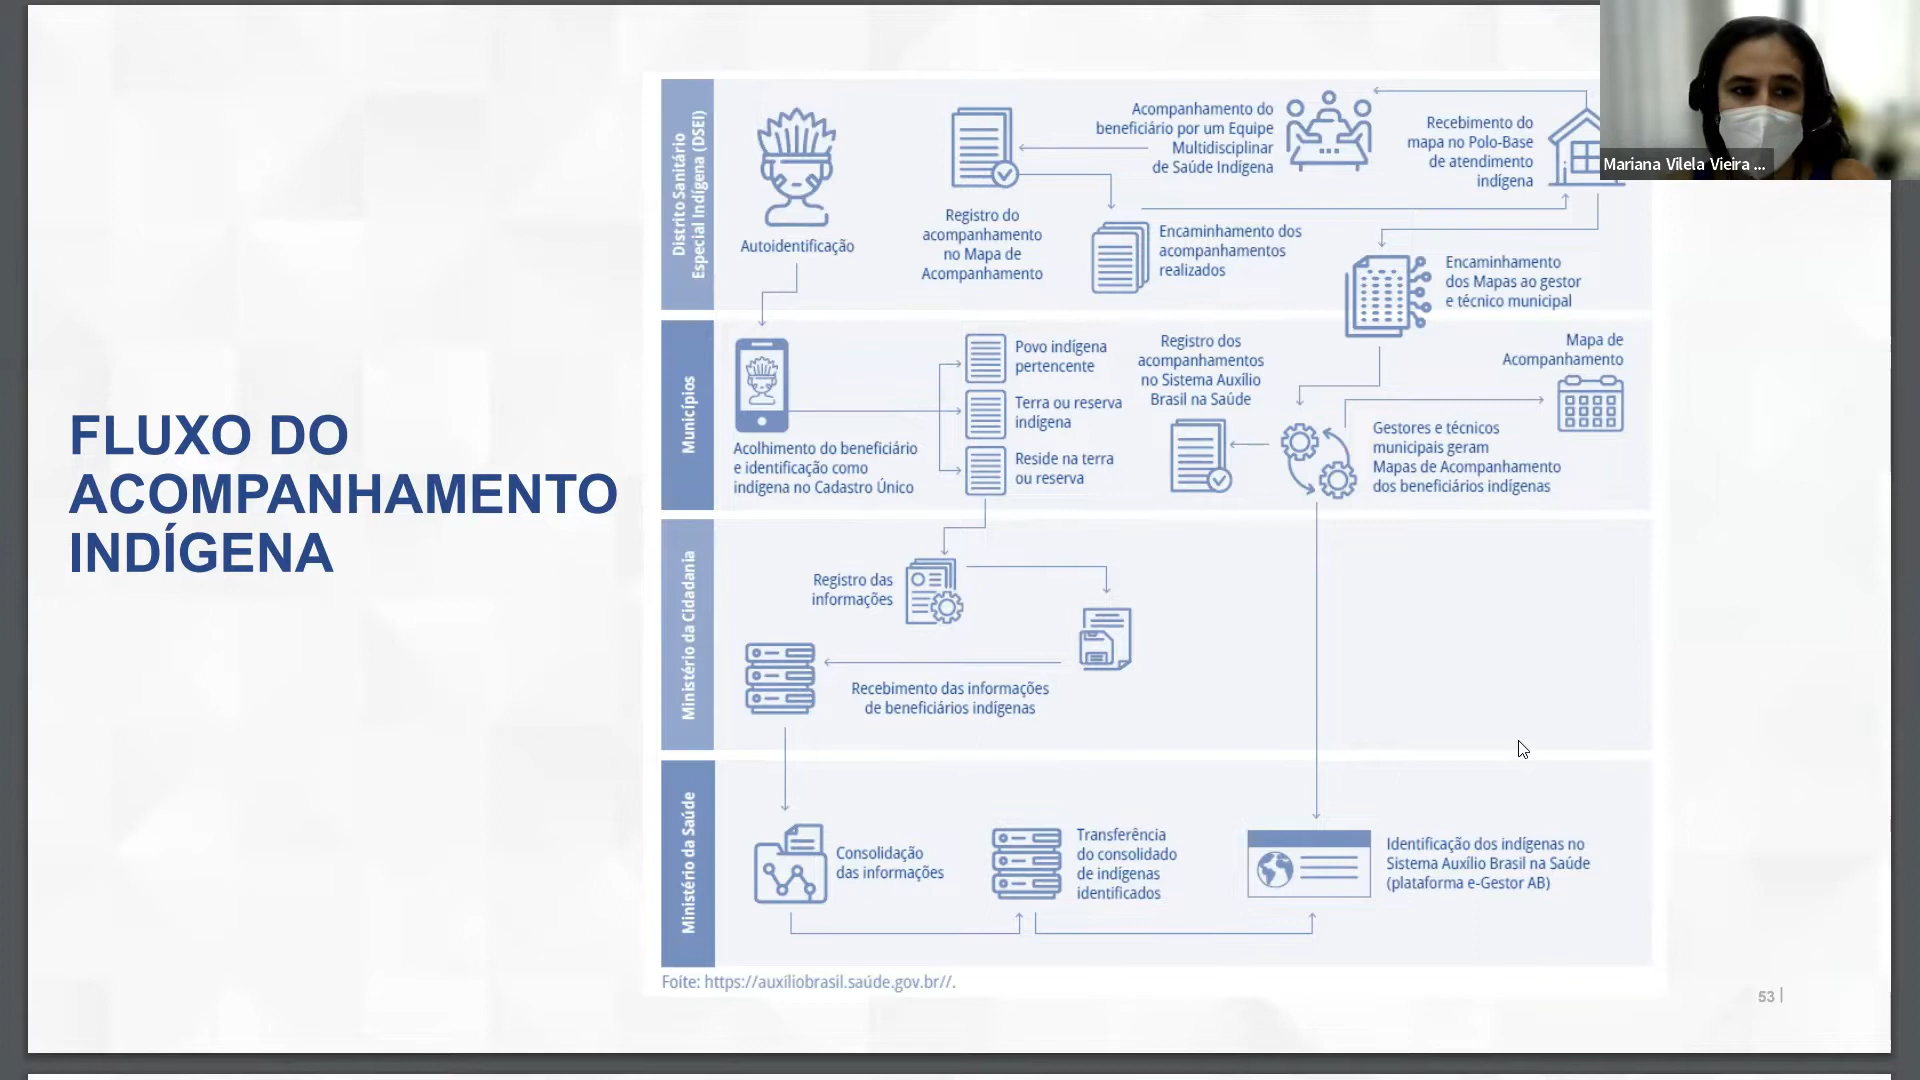 FLUXO DO
ACOMPANHAMENTO
INDÍGENA
Distrito Sanitário
Especial Indígena (DSEI)
Autoidentificação
Registro do
acompanhamento
no Mapa de
Acompanhamento
Acompanhamento do
beneficiário por um Equipe
Multidisciplinar
de Saúde Indígena
Recebimento do
mapa no Polo-Base
de atendimento
indígena
Encaminhamento dos
acompanhamentos
realizados
Encaminhamento
dos Mapas ao gestor
e técnico municipal
Mariana Vilela Vieira ...
Municípios
Acolhimento do beneficiário
e identificação como
indígena no Cadastro Único
Povo indígena
pertencente
Terra ou reserva
indígena
Reside na terra
ou reserva
Registro dos
acompanhamentos
no Sistema Auxílio
Brasil na Saúde
Mapa de
Acompanhamento
Gestores e técnicos
municipais geram
Mapas de Acompanhamento
dos beneficiários indígenas
Ministério da Cidadania
Registro das
informações
Recebimento das informações
de beneficiários indígenas
Ministério da Saúde
Consolidação
das informações
Transferência
do consolidado
de indígenas
identificados
Identificação dos indígenas no
Sistema Auxílio Brasil na Saúde
(plataforma e-Gestor AB)
Foíte: https://auxíliobrasil.saúde.gov.br//.
53 |